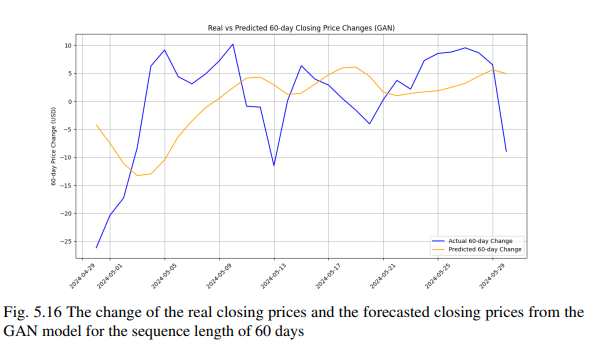 Real vs Predicted 60-day Closing Price Changes (GAN)
60-day Price Change (USD)
10
5
0
−5
−10
−15
−20
−25
2024-04-29
2024-05-01
2024-05-05
2024-05-09
2024-05-13
2024-05-17
2024-05-21
2024-05-25
2024-05-29
Actual 60-day Change
Predicted 60-day Change
Fig. 5.16 The change of the real closing prices and the forecasted closing prices from the
GAN model for the sequence length of 60 days